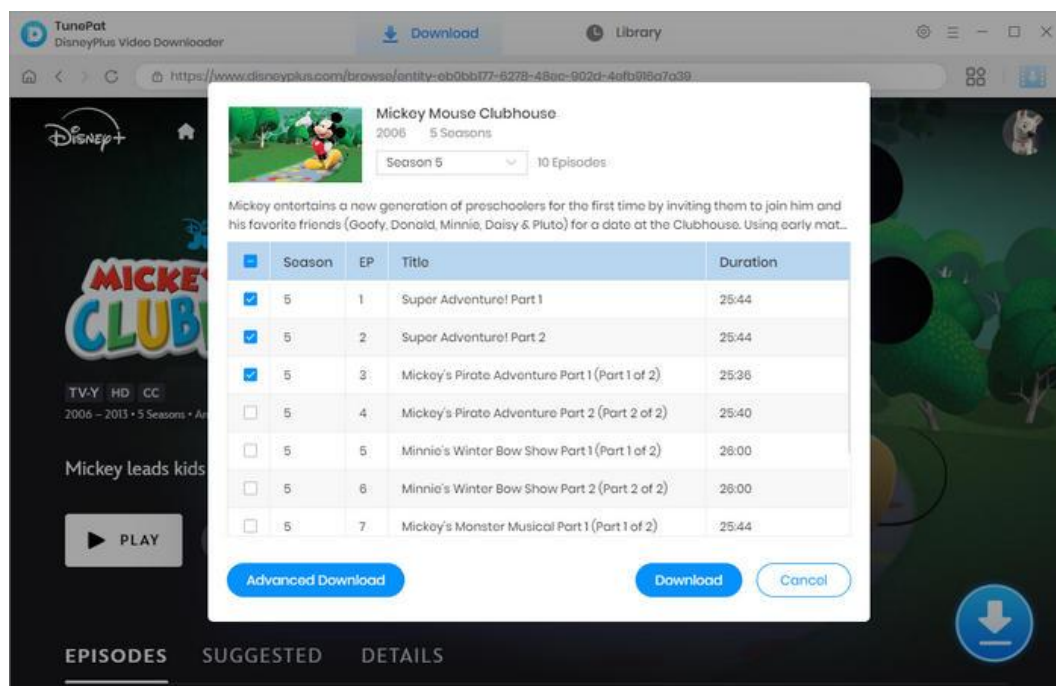 TunePat
DisneyPlus Video Downloader
Download
Library
https://www.disneyplus.com/browse/entity-eb0bb177-6278-48ec-902d-4efb916a7a39
Disney+
Mickey Mouse Clubhouse
2006 5 Seasons
Season 5 10 Episodes
Mickey entertains a new generation of preschoolers for the first time by inviting them to join him and
his favorite friends (Goofy, Donald, Minnie, Daisy & Pluto) for a date at the Clubhouse. Using early mat...
Season EP Title Duration
5 1 Super Adventure! Part 1 25:44
5 2 Super Adventure! Part 2 25:44
5 3 Mickey's Pirate Adventure Part 1 (Part 1 of 2) 25:36
5 4 Mickey's Pirate Adventure Part 2 (Part 2 of 2) 25:40
5 5 Minnie's Winter Bow Show Part 1 (Part 1 of 2) 26:00
5 6 Minnie's Winter Bow Show Part 2 (Part 2 of 2) 26:00
5 7 Mickey's Monster Musical Part 1 (Part 1 of 2) 25:44
Advanced Download Download Cancel
MICKEY
CLUB
TV-Y HD CC
2006 – 2013 • 5 Seasons • An
Mickey leads kids
PLAY
EPISODES SUGGESTED DETAILS